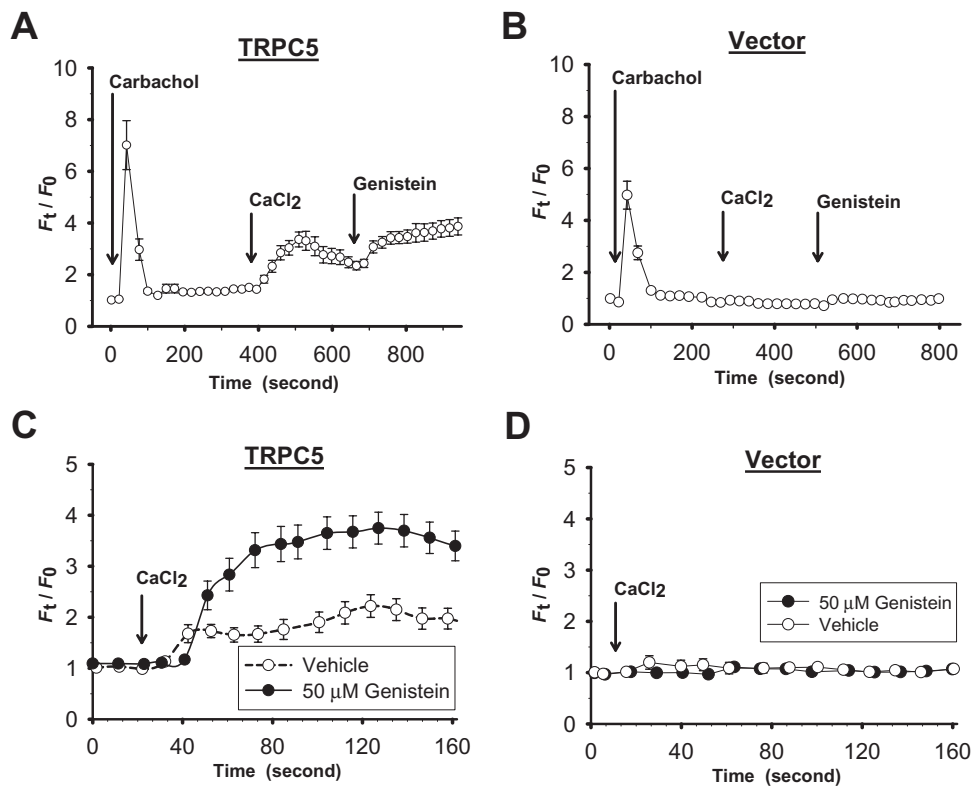 A
TRPC5
10
8
6
4
2
0
Ft / F0
Carbachol
CaCl2
Genistein
0 200 400 600 800
Time (second)
B
Vector
10
8
6
4
2
0
Ft / F0
Carbachol
CaCl2
Genistein
0 200 400 600 800
Time (second)
C
TRPC5
5
4
3
2
1
0
Ft / F0
CaCl2
Vehicle
50 μM Genistein
0 40 80 120 160
Time (second)
D
Vector
5
4
3
2
1
0
Ft / F0
CaCl2
50 μM Genistein
Vehicle
0 40 80 120 160
Time (second)